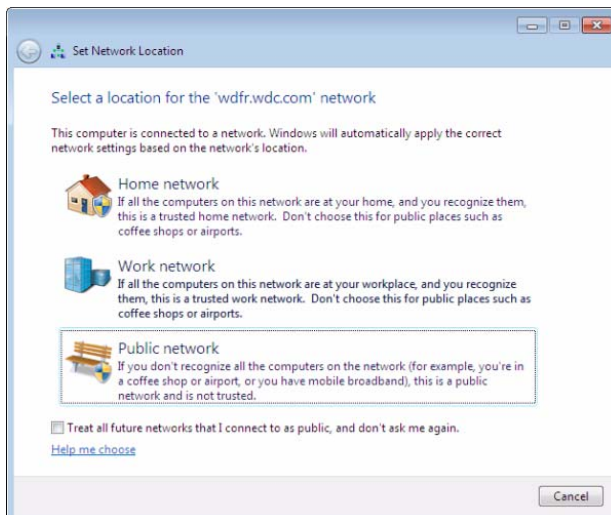 Set Network Location
Select a location for the 'wdfr.wdc.com' network
This computer is connected to a network. Windows will automatically apply the correct
network settings based on the network's location.
Home network
If all the computers on this network are at your home, and you recognize them,
this is a trusted home network. Don't choose this for public places such as
coffee shops or airports.
Work network
If all the computers on this network are at your workplace, and you recognize
them, this is a trusted work network. Don't choose this for public places such as
coffee shops or airports.
Public network
If you don't recognize all the computers on the network (for example, you're in
a coffee shop or airport, or you have mobile broadband), this is a public
network and is not trusted.
Treat all future networks that I connect to as public, and don't ask me again.
Help me choose
Cancel